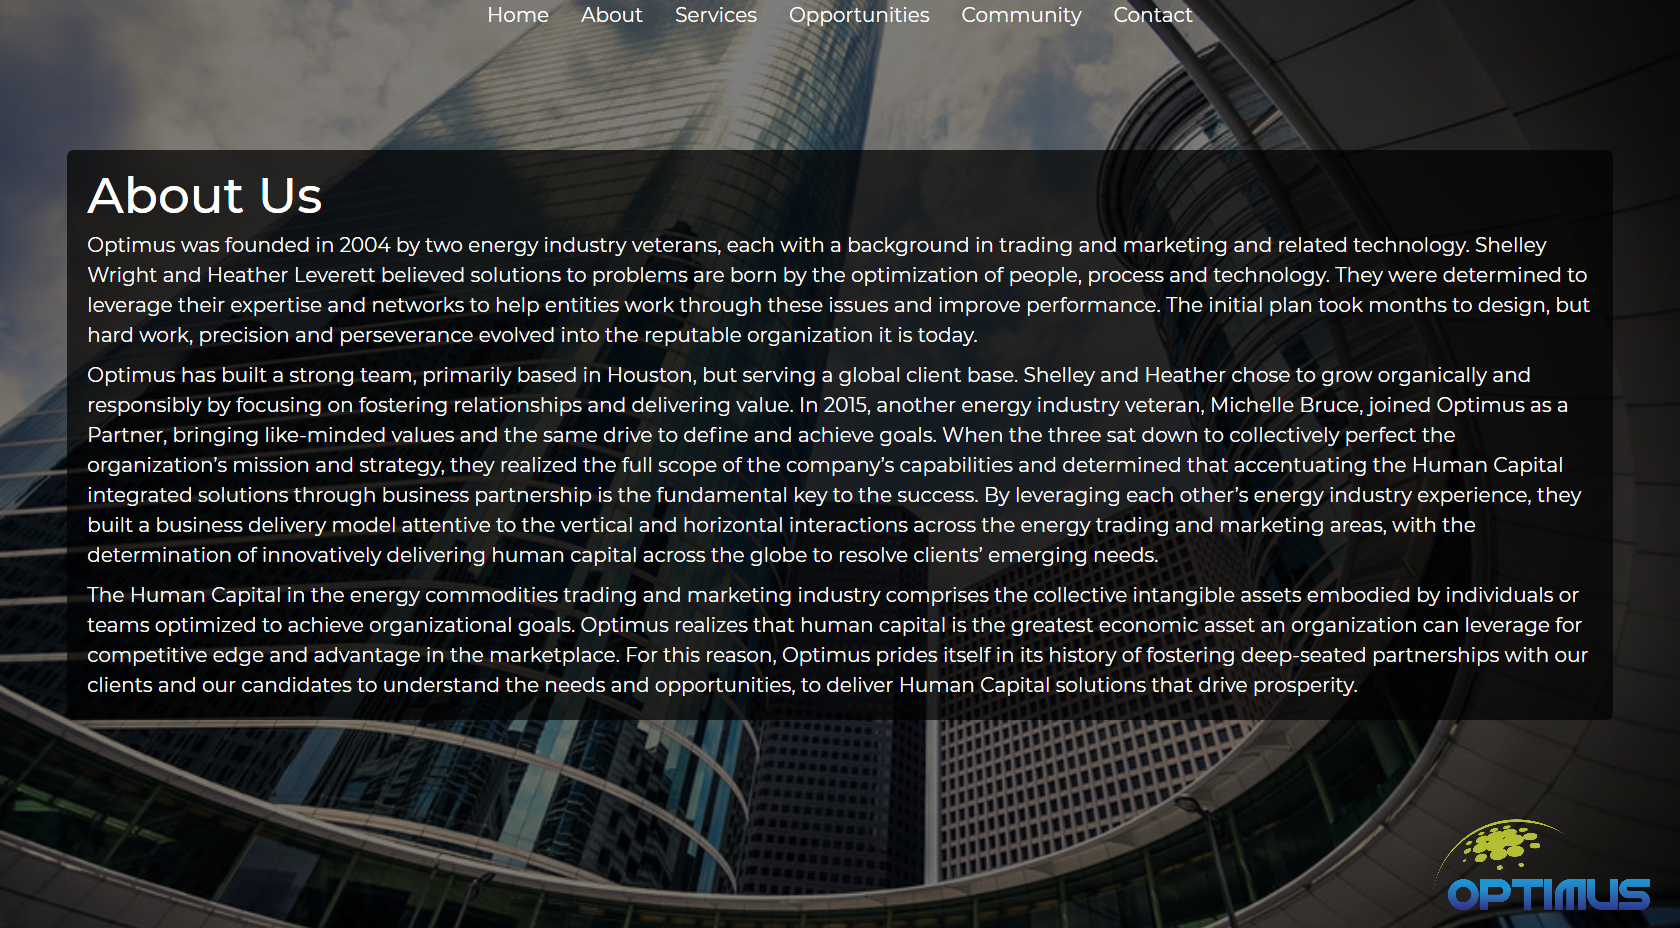 Home About Services Opportunities Community Contact
About Us
Optimus was founded in 2004 by two energy industry veterans, each with a background in trading and marketing and related technology. Shelley
Wright and Heather Leverett believed solutions to problems are born by the optimization of people, process and technology. They were determined to
leverage their expertise and networks to help entities work through these issues and improve performance. The initial plan took months to design, but
hard work, precision and perseverance evolved into the reputable organization it is today.
Optimus has built a strong team, primarily based in Houston, but serving a global client base. Shelley and Heather chose to grow organically and
responsibly by focusing on fostering relationships and delivering value. In 2015, another energy industry veteran, Michelle Bruce, joined Optimus as a
Partner, bringing like-minded values and the same drive to define and achieve goals. When the three sat down to collectively perfect the
organization’s mission and strategy, they realized the full scope of the company’s capabilities and determined that accentuating the Human Capital
integrated solutions through business partnership is the fundamental key to the success. By leveraging each other’s energy industry experience, they
built a business delivery model attentive to the vertical and horizontal interactions across the energy trading and marketing areas, with the
determination of innovatively delivering human capital across the globe to resolve clients’ emerging needs.
The Human Capital in the energy commodities trading and marketing industry comprises the collective intangible assets embodied by individuals or
teams optimized to achieve organizational goals. Optimus realizes that human capital is the greatest economic asset an organization can leverage for
competitive edge and advantage in the marketplace. For this reason, Optimus prides itself in its history of fostering deep-seated partnerships with our
clients and our candidates to understand the needs and opportunities, to deliver Human Capital solutions that drive prosperity.
OPTIMUS